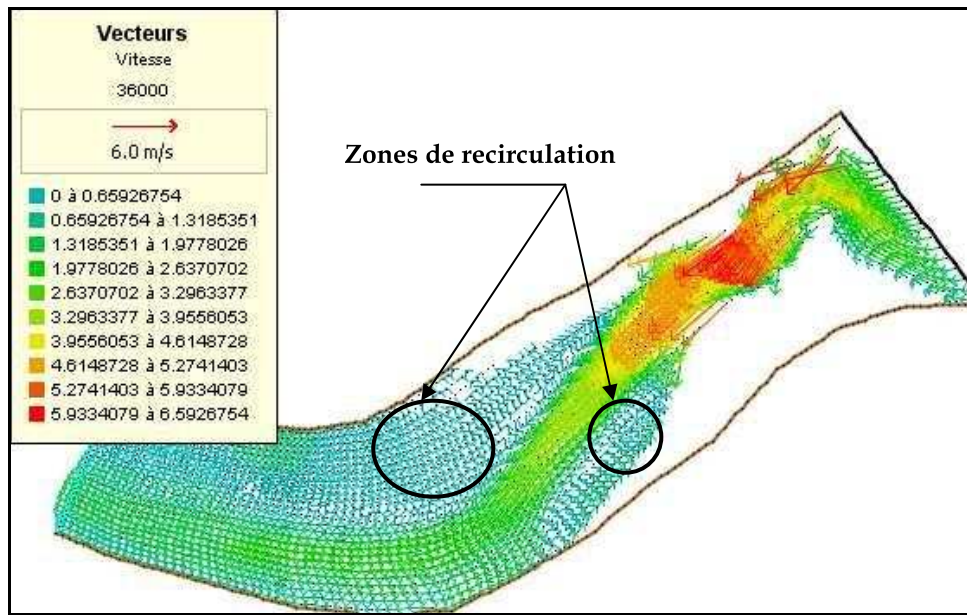 Vecteurs
Vitesse
36000
6.0 m/s
0 à 0.65926754
0.65926754 à 1.3185351
1.3185351 à 1.9778026
1.9778026 à 2.6370702
2.6370702 à 3.2963377
3.2963377 à 3.9556053
3.9556053 à 4.6148728
4.6148728 à 5.2741403
5.2741403 à 5.9334079
5.9334079 à 6.5926754
Zones de recirculation